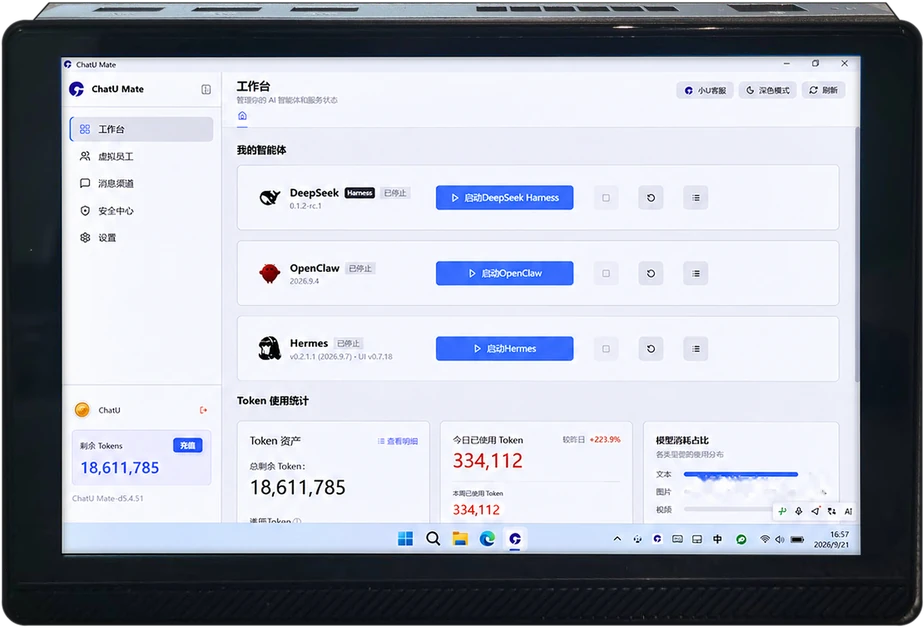 ChatU Mate
ChatU Mate
工作台
管理你的 AI 智能体和服务状态
小U客服
深色模式
刷新
工作台
虚拟员工
消息渠道
安全中心
设置
我的智能体
DeepSeek Harness 已停止
0.1.2-rc.1
启动DeepSeek Harness
OpenClaw 已停止
2026.9.4
启动OpenClaw
Hermes 已停止
v0.2.1.1 (2026.9.7) • UI v0.7.18
启动Hermes
ChatU
剩余 Tokens
充值
18,611,785
ChatU Mate-d5.4.51
Token 使用统计
Token 资产
查看明细
总剩余 Token:
18,611,785
今日已使用 Token
较昨日 +223.9%
334,112
本周已使用 Token
334,112
模型消耗占比
各类型您的使用分布
文本
图片
视频
AI
中
16:57
2026/9/21